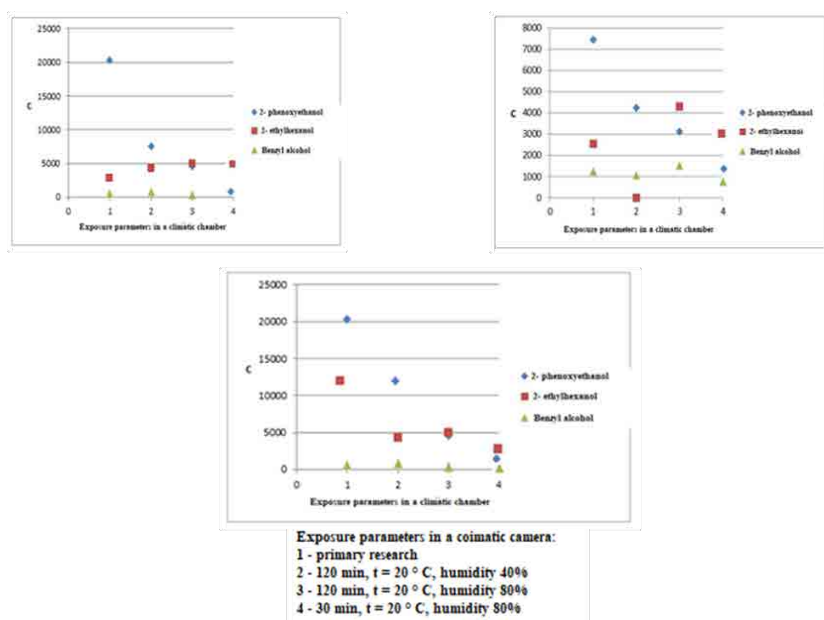 25000
20000
15000
10000
5000
0
C
0 1 2 3 4
Exposure parameters in a climatic chamber
2- phenoxyethanol
2- ethylhexanol
Benzyl alcohol
8000
7000
6000
5000
4000
3000
2000
1000
0
C
0 1 2 3 4
Exposure parameters in a climatic chamber
2- phenoxyethanol
2- ethylhexanoi
Benzyl alcohol
25000
20000
15000
10000
5000
0
C
0 1 2 3 4
Exposure parameters in a climatic chamber
2- phenoxyethanol
2- ethylhexanol
Benzyl alcohol
Exposure parameters in a coimatic camera:
1 - primary research
2 - 120 min, t = 20 ° C, humidity 40%
3 - 120 min, t = 20 ° C, humidity 80%
4 - 30 min, t = 20 ° C, humidity 80%